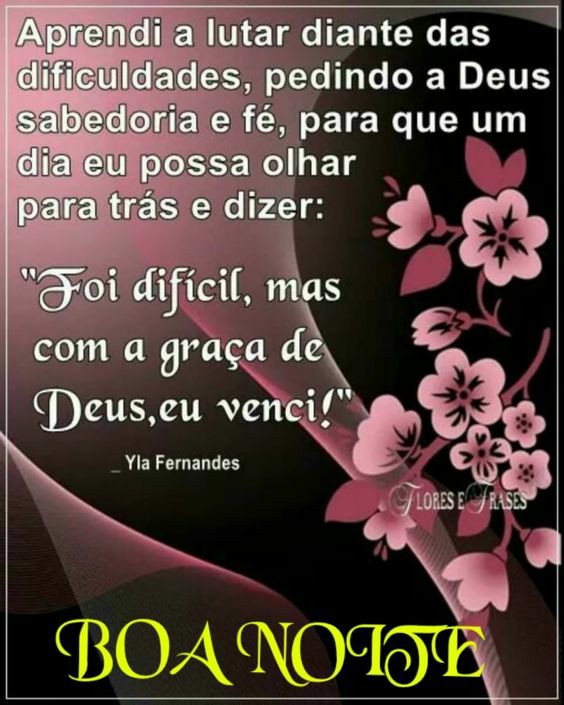 Aprendi a lutar diante das
dificuldades, pedindo a Deus
sabedoria e fé, para que um
dia eu possa olhar
para trás e dizer:
"Foi difícil, mas
com a graça de
Deus,eu venci!"
_ Yla Fernandes
FLORES E FRASES
BOA NOITE